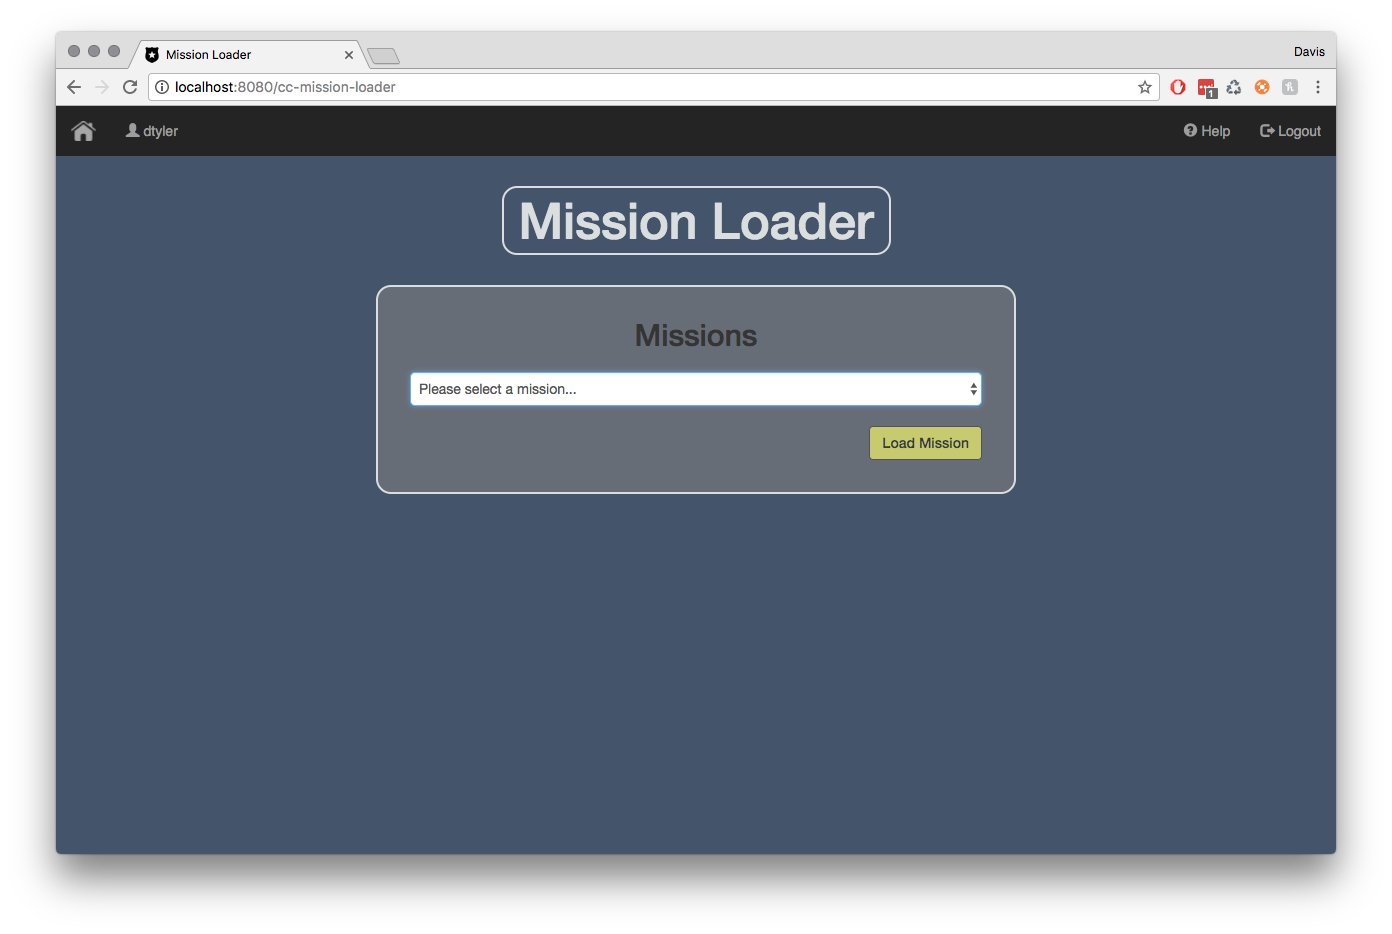 Mission Loader
Davis
localhost:8080/cc-mission-loader
1
dtyler
Help
Logout
Mission Loader
Missions
Please select a mission...
Load Mission